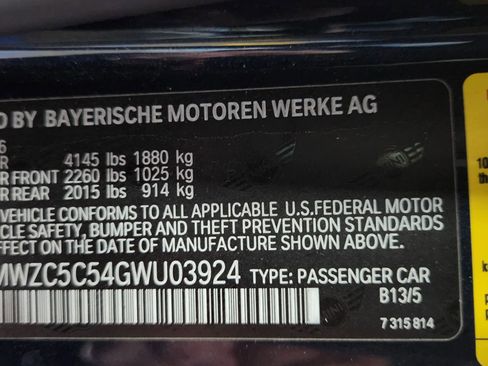 D BY BAYERISCHE MOTOREN WERKE AG
6
R 4145 lbs 1880 kg
R FRONT 2260 lbs 1025 kg
R REAR 2015 lbs 914 kg
VEHICLE CONFORMS TO ALL APPLICABLE U.S.FEDERAL MOTOR
CLE SAFETY, BUMPER AND THEFT PREVENTION STANDARDS
FFECT ON THE DATE OF MANUFACTURE SHOWN ABOVE.
MWZC5C54GWU03924 TYPE: PASSENGER CAR
B13/5
7 315 814
10
th
k